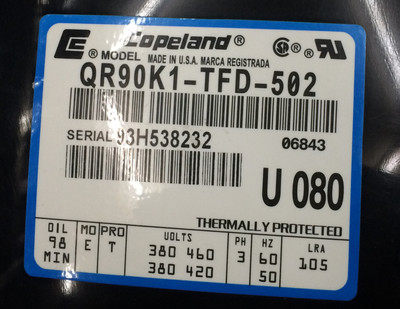 Copeland®
® MODEL MADE IN U.S.A. MARCA REGISTRADA
QR90K1-TFD-502
SERIAL 93H538232 06843
U 080
THERMALLY PROTECTED
OIL MO PRO VOLTS PH HZ LRA
98 E T 380 460 3 60 105
MIN 380 420 50